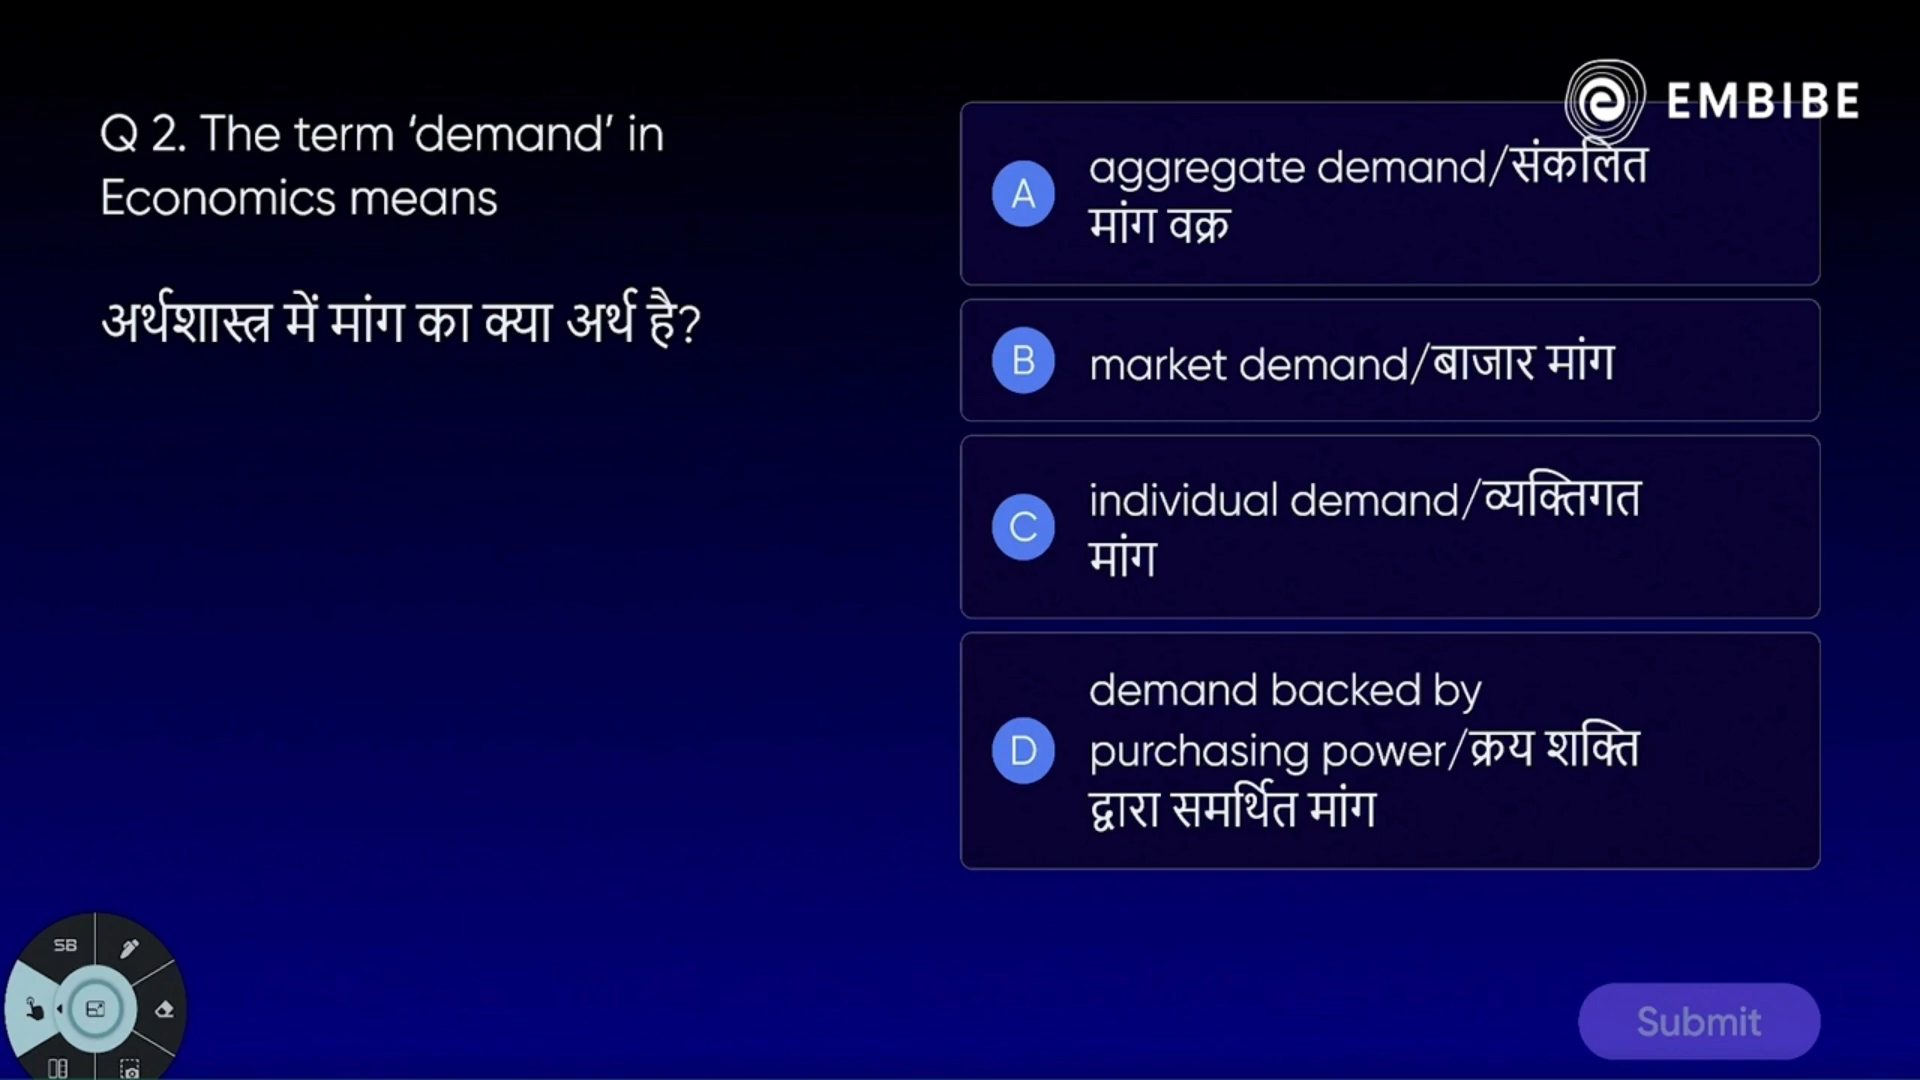 EMBIBE
Q 2. The term ‘demand’ in
Economics means
अर्थशास्त्र में मांग का क्या अर्थ है?
A
aggregate demand/संकलित
मांग वक्र
B
market demand/बाजार मांग
C
individual demand/व्यक्तिगत
मांग
D
demand backed by
purchasing power/क्रय शक्ति
द्वारा समर्थित मांग
SB
Submit